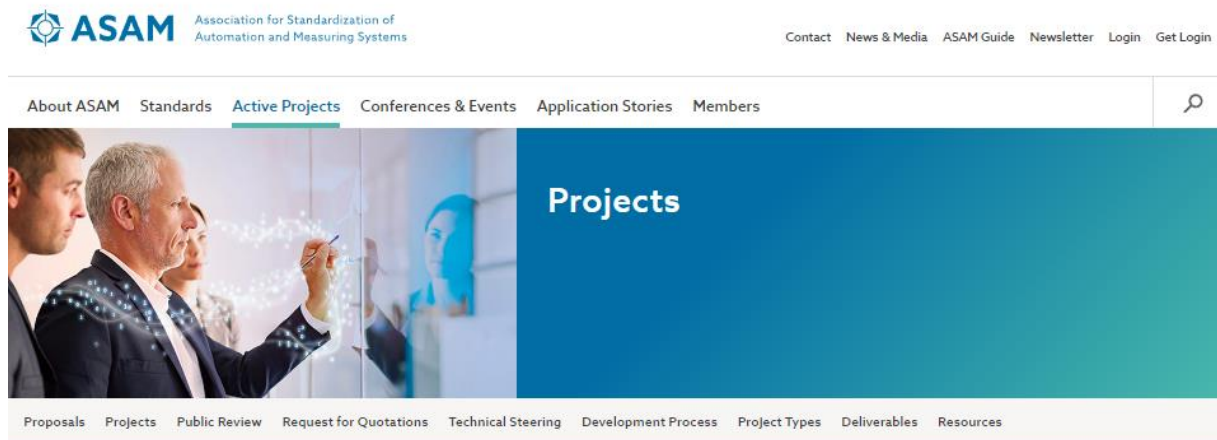 ASAM
Association for Standardization of
Automation and Measuring Systems
Contact News & Media ASAM Guide Newsletter Login Get Login
About ASAM Standards Active Projects Conferences & Events Application Stories Members
Projects
Proposals Projects Public Review Request for Quotations Technical Steering Development Process Project Types Deliverables Resources